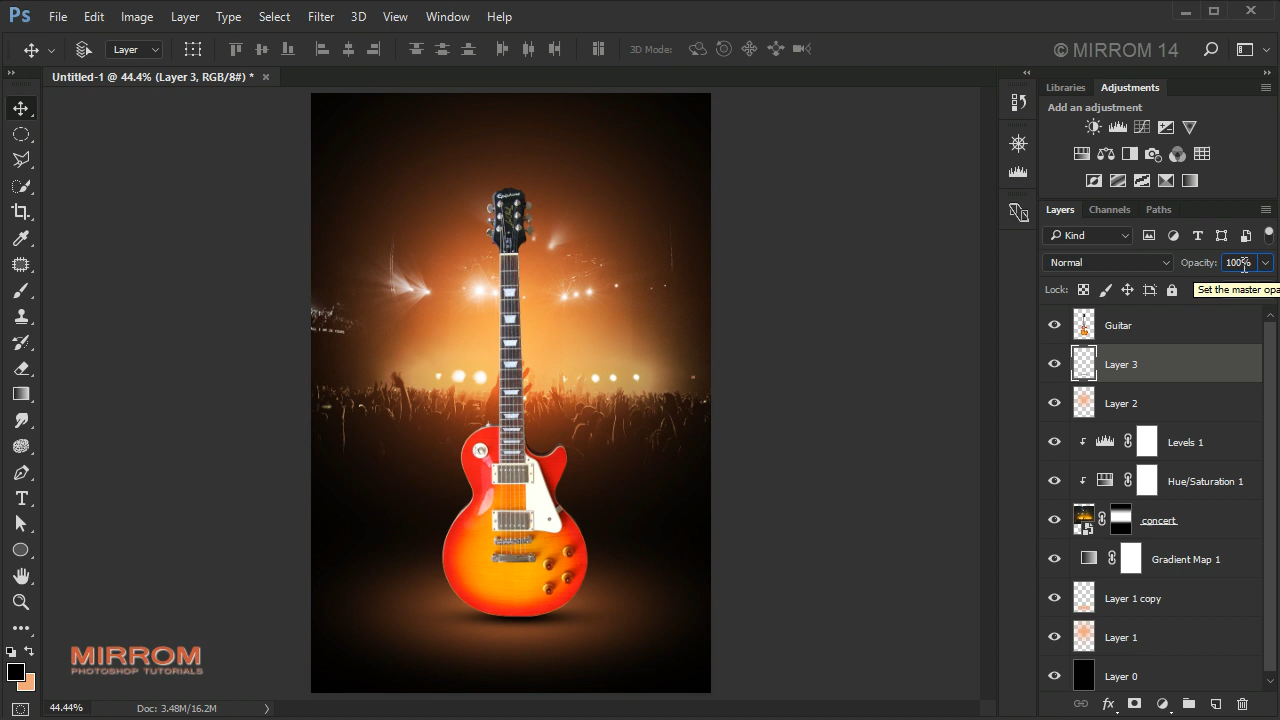 Ps File Edit Image Layer Type Select Filter 3D View Window Help
Layer 3D Mode: © MIRROM 14
Untitled-1 @ 44.4% (Layer 3, RGB/8#) * ×
Libraries Adjustments
Add an adjustment
Layers Channels Paths
Kind
Normal Opacity: 100%
Lock: Set the master opa
Guitar
Layer 3
Layer 2
Levels 1
Hue/Saturation 1
concert
Gradient Map 1
Layer 1 copy
Layer 1
Layer 0
Epiphone
MIRROM
PHOTOSHOP TUTORIALS
44.44% Doc: 3.48M/16.2M